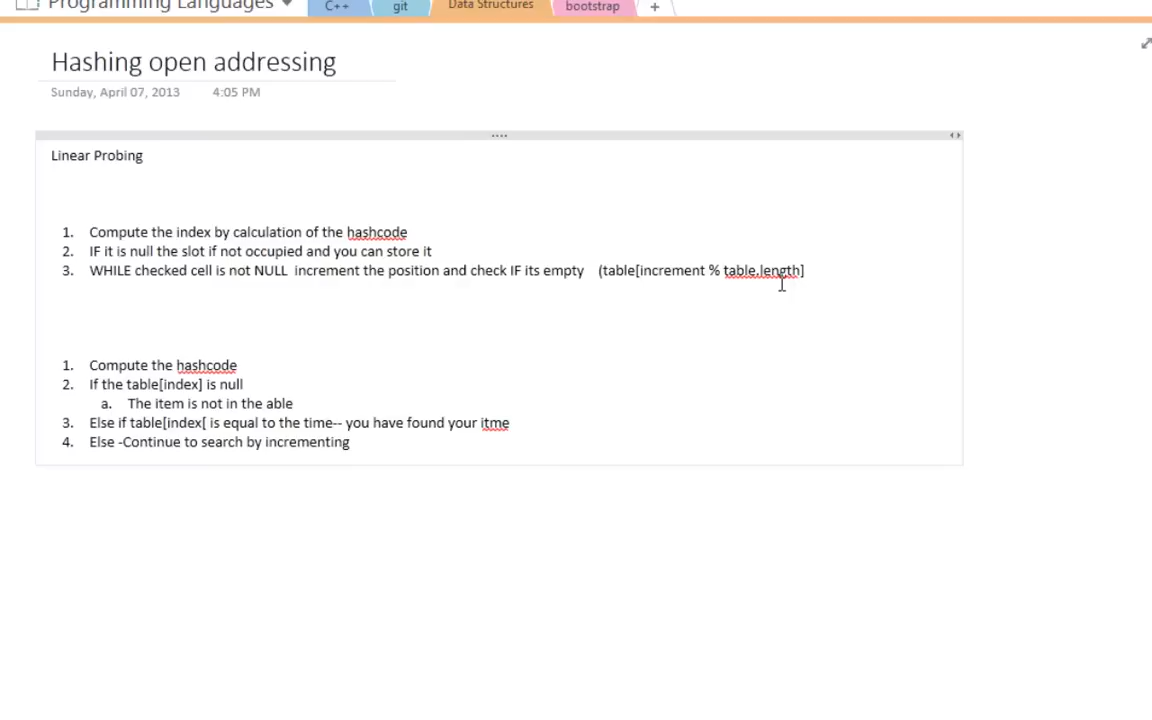 Programming Languages
C++
git
Data Structures
bootstrap
+
Hashing open addressing
Sunday, April 07, 2013 4:05 PM
Linear Probing
1. Compute the index by calculation of the hashcode
2. IF it is null the slot if not occupied and you can store it
3. WHILE checked cell is not NULL increment the position and check IF its empty (table[increment % table.length]
1. Compute the hashcode
2. If the table[index] is null
a. The item is not in the able
3. Else if table[index[ is equal to the time-- you have found your itme
4. Else -Continue to search by incrementing